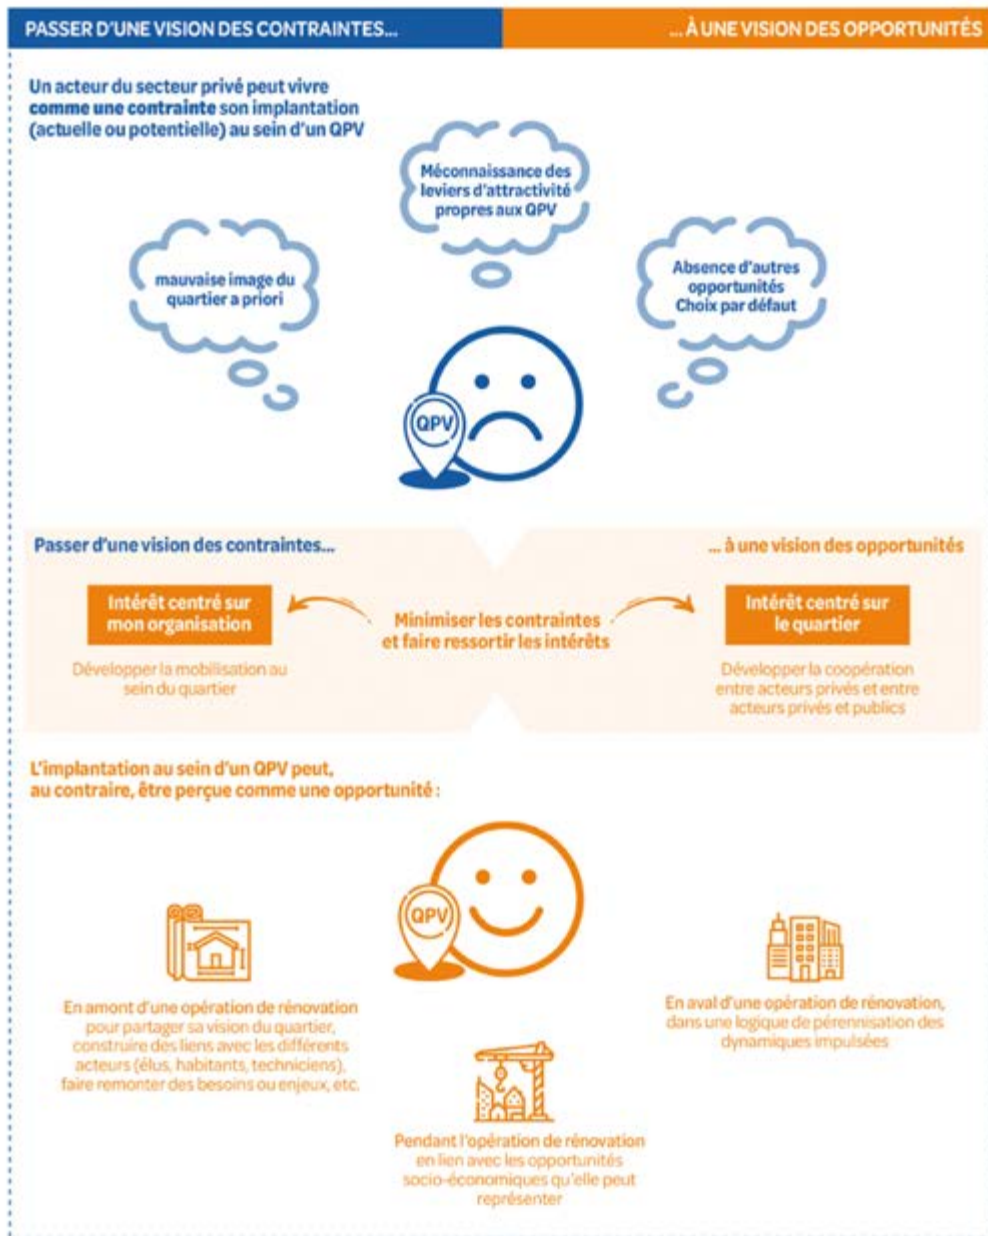 PASSER D'UNE VISION DES CONTRAINTES...
... À UNE VISION DES OPPORTUNITÉS
Un acteur du secteur privé peut vivre
comme une contrainte son implantation
(actuelle ou potentielle) au sein d'un QPV
Méconnaissance des
leviers d'attractivité
propres aux QPV
mauvaise image du
quartier a priori
Absence d'autres
opportunités
Choix par défaut
QPV
Passer d'une vision des contraintes...
... à une vision des opportunités
Intérêt centré sur
mon organisation
Minimiser les contraintes
et faire ressortir les intérêts
Intérêt centré sur
le quartier
Développer la mobilisation au
sein du quartier
Développer la coopération
entre acteurs privés et entre
acteurs privés et publics
L'implantation au sein d'un QPV peut,
au contraire, être perçue comme une opportunité :
QPV
En amont d'une opération de rénovation
pour partager sa vision du quartier,
construire des liens avec les différents
acteurs (élus, habitants, techniciens),
faire remonter des besoins ou enjeux, etc.
En aval d'une opération de rénovation,
dans une logique de pérennisation des
dynamiques impulsées
Pendant l'opération de rénovation
en lien avec les opportunités
socio-économiques qu'elle peut
représenter